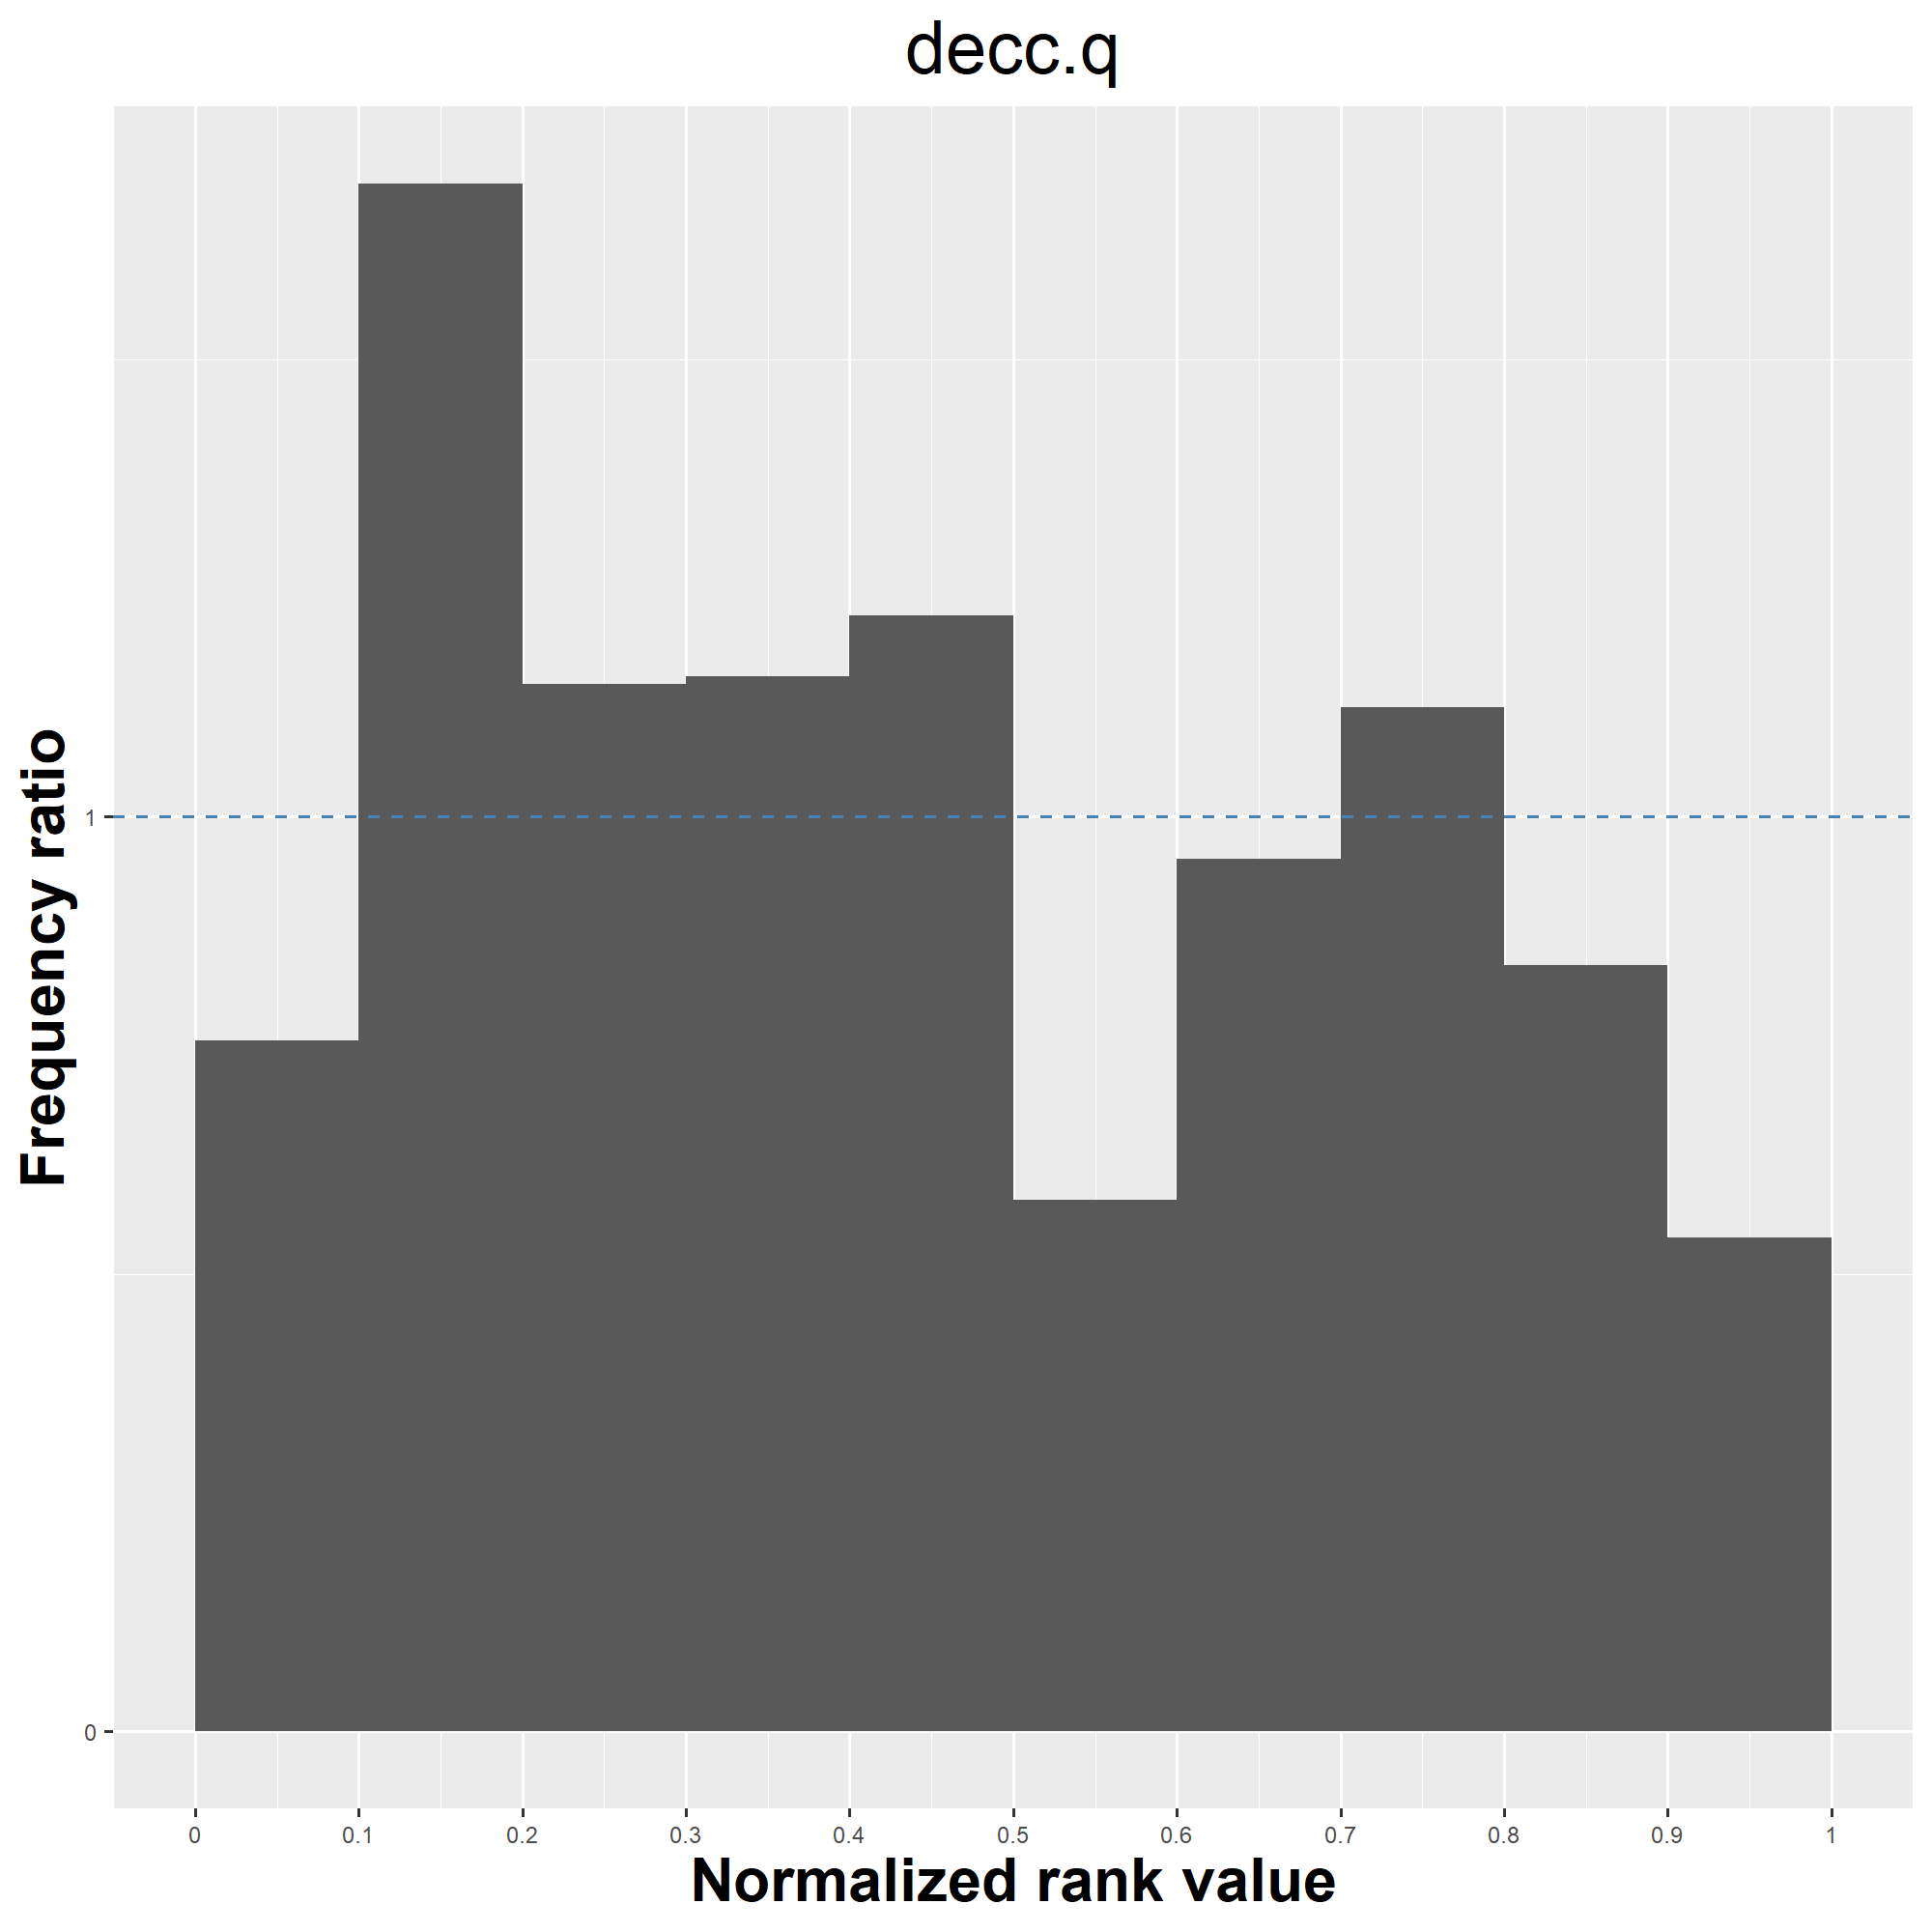 decc.q
Frequency ratio
1
0
0 0.1 0.2 0.3 0.4 0.5 0.6 0.7 0.8 0.9 1
Normalized rank value